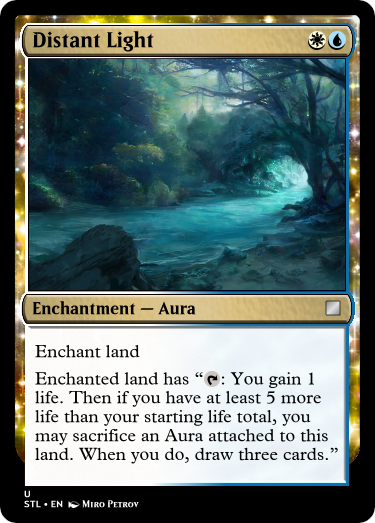 Distant Light
Enchantment — Aura
Enchant land
Enchanted land has “: You gain 1
life. Then if you have at least 5 more
life than your starting life total, you
may sacrifice an Aura attached to this
land. When you do, draw three cards.”
U
STL • EN Miro Petrov